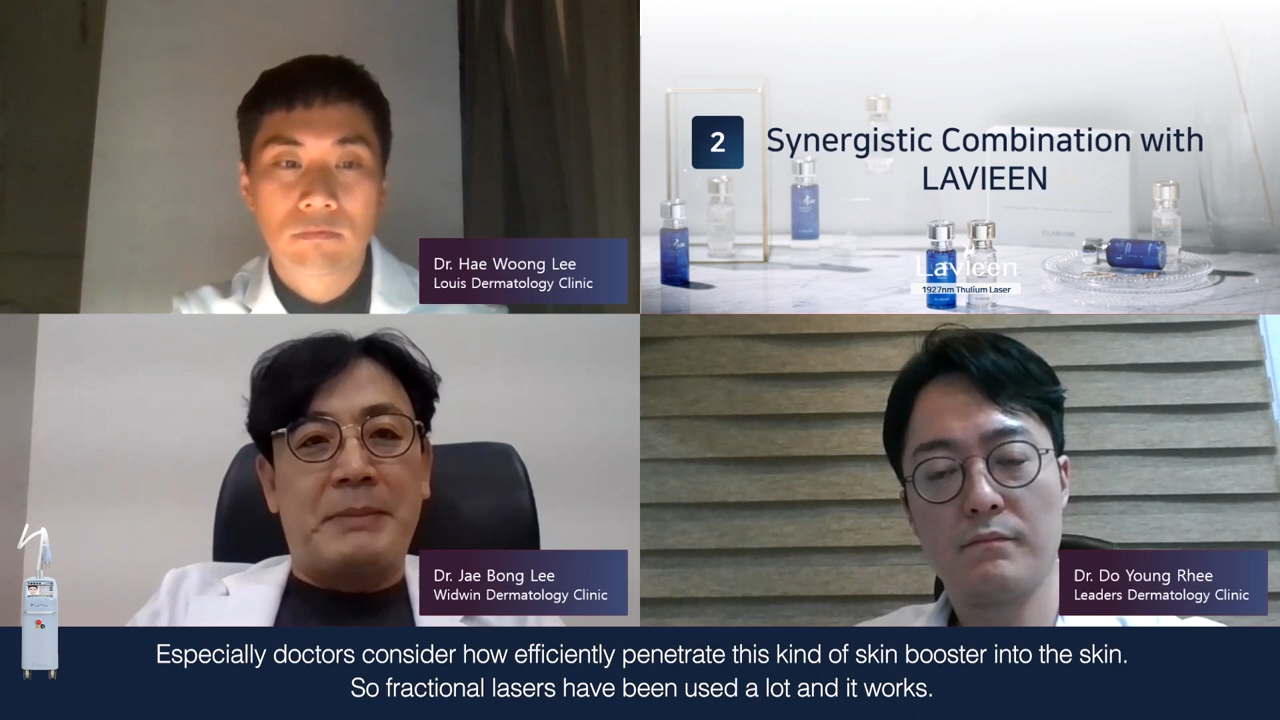 2
Synergistic Combination with
LAVIEEN
Lavieen
1927nm Thulium Laser
Dr. Hae Woong Lee
Louis Dermatology Clinic
Dr. Jae Bong Lee
Widwin Dermatology Clinic
Dr. Do Young Rhee
Leaders Dermatology Clinic
Especially doctors consider how efficiently penetrate this kind of skin booster into the skin.
So fractional lasers have been used a lot and it works.